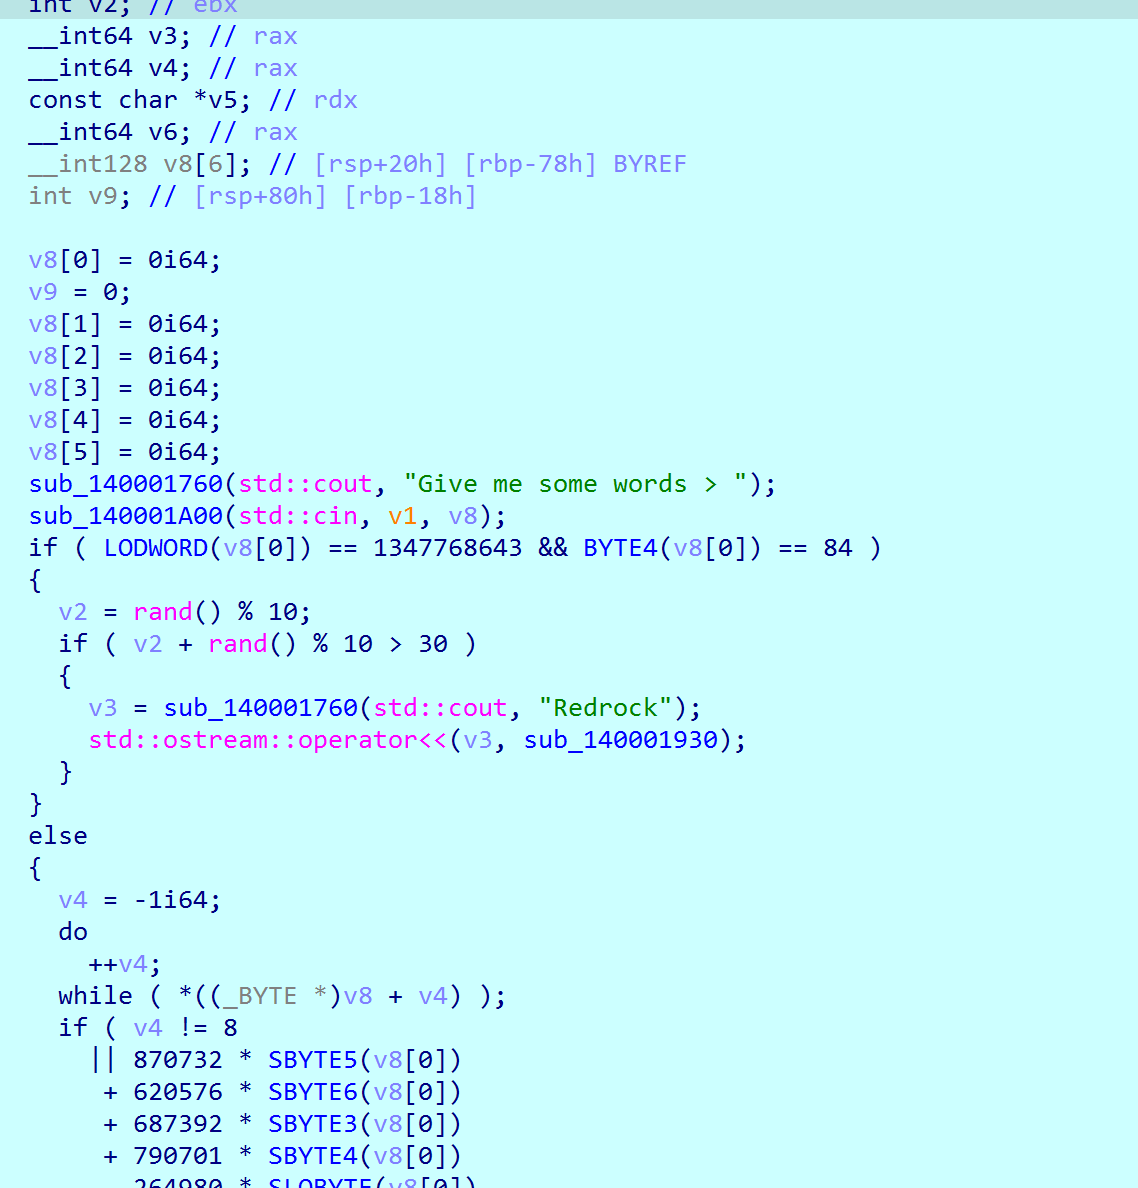 int v2; // ebx
__int64 v3; // rax
__int64 v4; // rax
const char *v5; // rdx
__int64 v6; // rax
__int128 v8[6]; // [rsp+20h] [rbp-78h] BYREF
int v9; // [rsp+80h] [rbp-18h]

v8[0] = 0i64;
v9 = 0;
v8[1] = 0i64;
v8[2] = 0i64;
v8[3] = 0i64;
v8[4] = 0i64;
v8[5] = 0i64;
sub_140001760(std::cout, "Give me some words > ");
sub_140001A00(std::cin, v1, v8);
if ( LODWORD(v8[0]) == 1347768643 && BYTE4(v8[0]) == 84 )
{
  v2 = rand() % 10;
  if ( v2 + rand() % 10 > 30 )
  {
    v3 = sub_140001760(std::cout, "Redrock");
    std::ostream::operator<<(v3, sub_140001930);
  }
}
else
{
  v4 = -1i64;
  do
    ++v4;
  while ( *((_BYTE *)v8 + v4) );
  if ( v4 != 8
    || 870732 * SBYTE5(v8[0])
     + 620576 * SBYTE6(v8[0])
     + 687392 * SBYTE3(v8[0])
     + 790701 * SBYTE4(v8[0])
       264980 * SLOBYTE(v8[0])